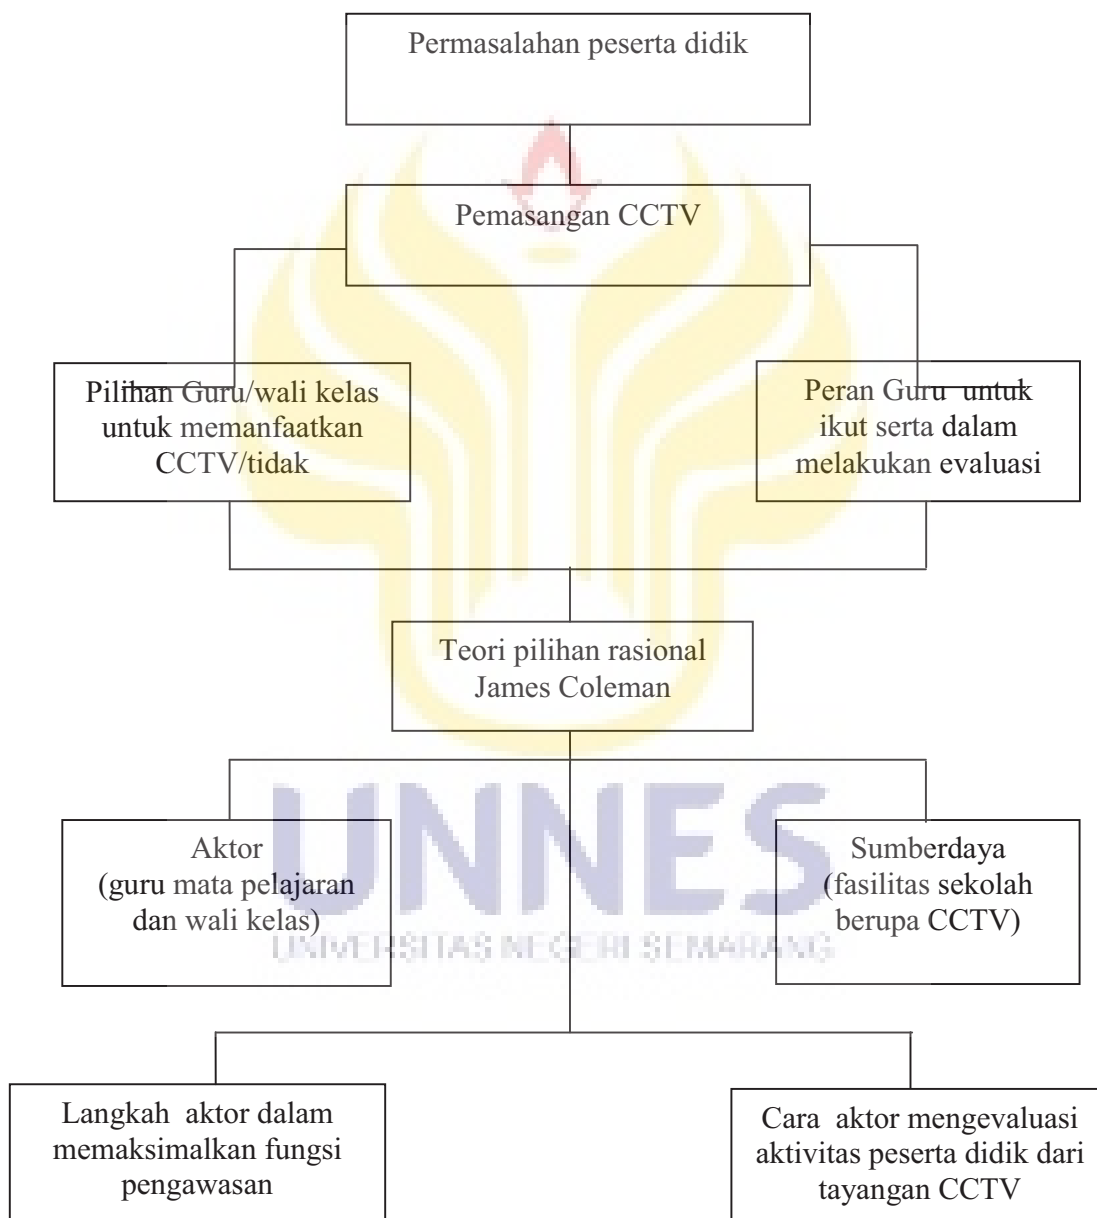 Permasalahan peserta didik
Pemasangan CCTV
Pilihan Guru/wali kelas
untuk memanfaatkan
CCTV/tidak
Peran Guru untuk
ikut serta dalam
melakukan evaluasi
Teori pilihan rasional
James Coleman
UNNES
UNIVERSITAS NEGERI SEMARANG
Aktor
(guru mata pelajaran
dan wali kelas)
Sumberdaya
(fasilitas sekolah
berupa CCTV)
Langkah aktor dalam
memaksimalkan fungsi
pengawasan
Cara aktor mengevaluasi
aktivitas peserta didik dari
tayangan CCTV